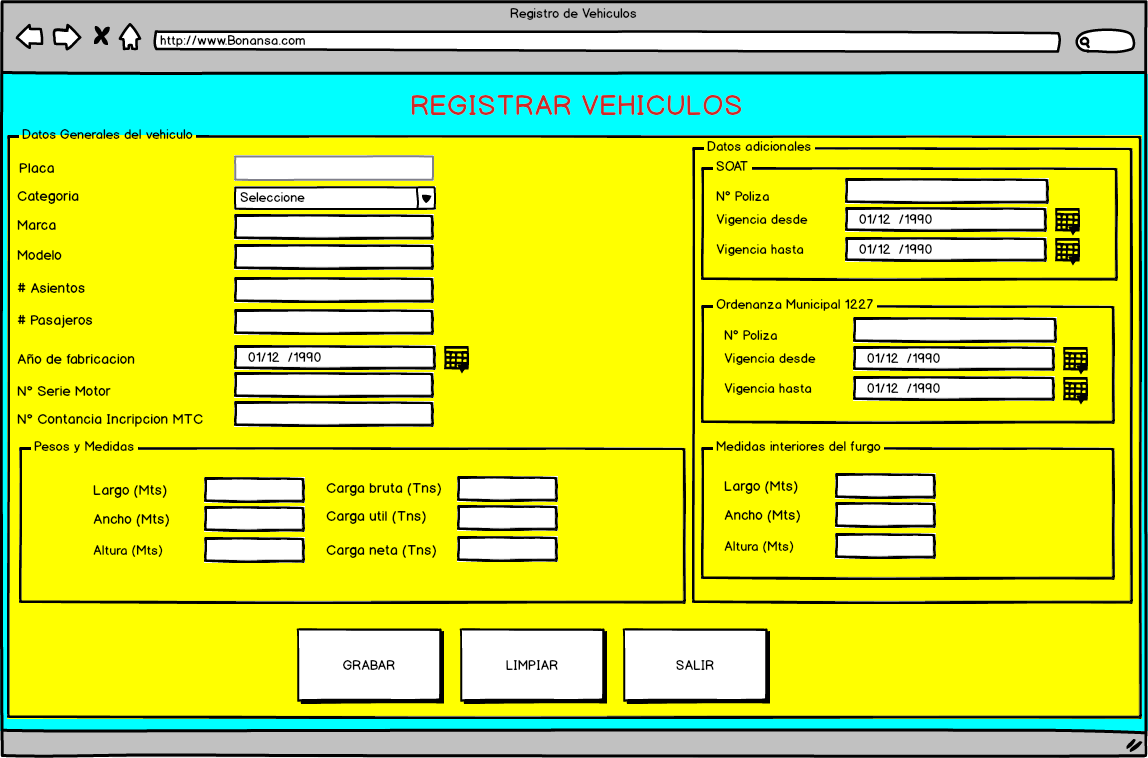 Registro de Vehiculos
http://www.Bonansa.com
REGISTRAR VEHICULOS
Datos Generales del vehiculo
Placa
Categoria
Seleccione
Marca
Modelo
# Asientos
# Pasajeros
Año de fabricacion
01/12 /1990
N° Serie Motor
N° Contancia Incripcion MTC
Pesos y Medidas
Largo (Mts)
Carga bruta (Tns)
Ancho (Mts)
Carga util (Tns)
Altura (Mts)
Carga neta (Tns)
Datos adicionales
SOAT
N° Poliza
Vigencia desde
01/12 /1990
Vigencia hasta
01/12 /1990
Ordenanza Municipal 1227
N° Poliza
Vigencia desde
01/12 /1990
Vigencia hasta
01/12 /1990
Medidas interiores del furgo
Largo (Mts)
Ancho (Mts)
Altura (Mts)
GRABAR
LIMPIAR
SALIR